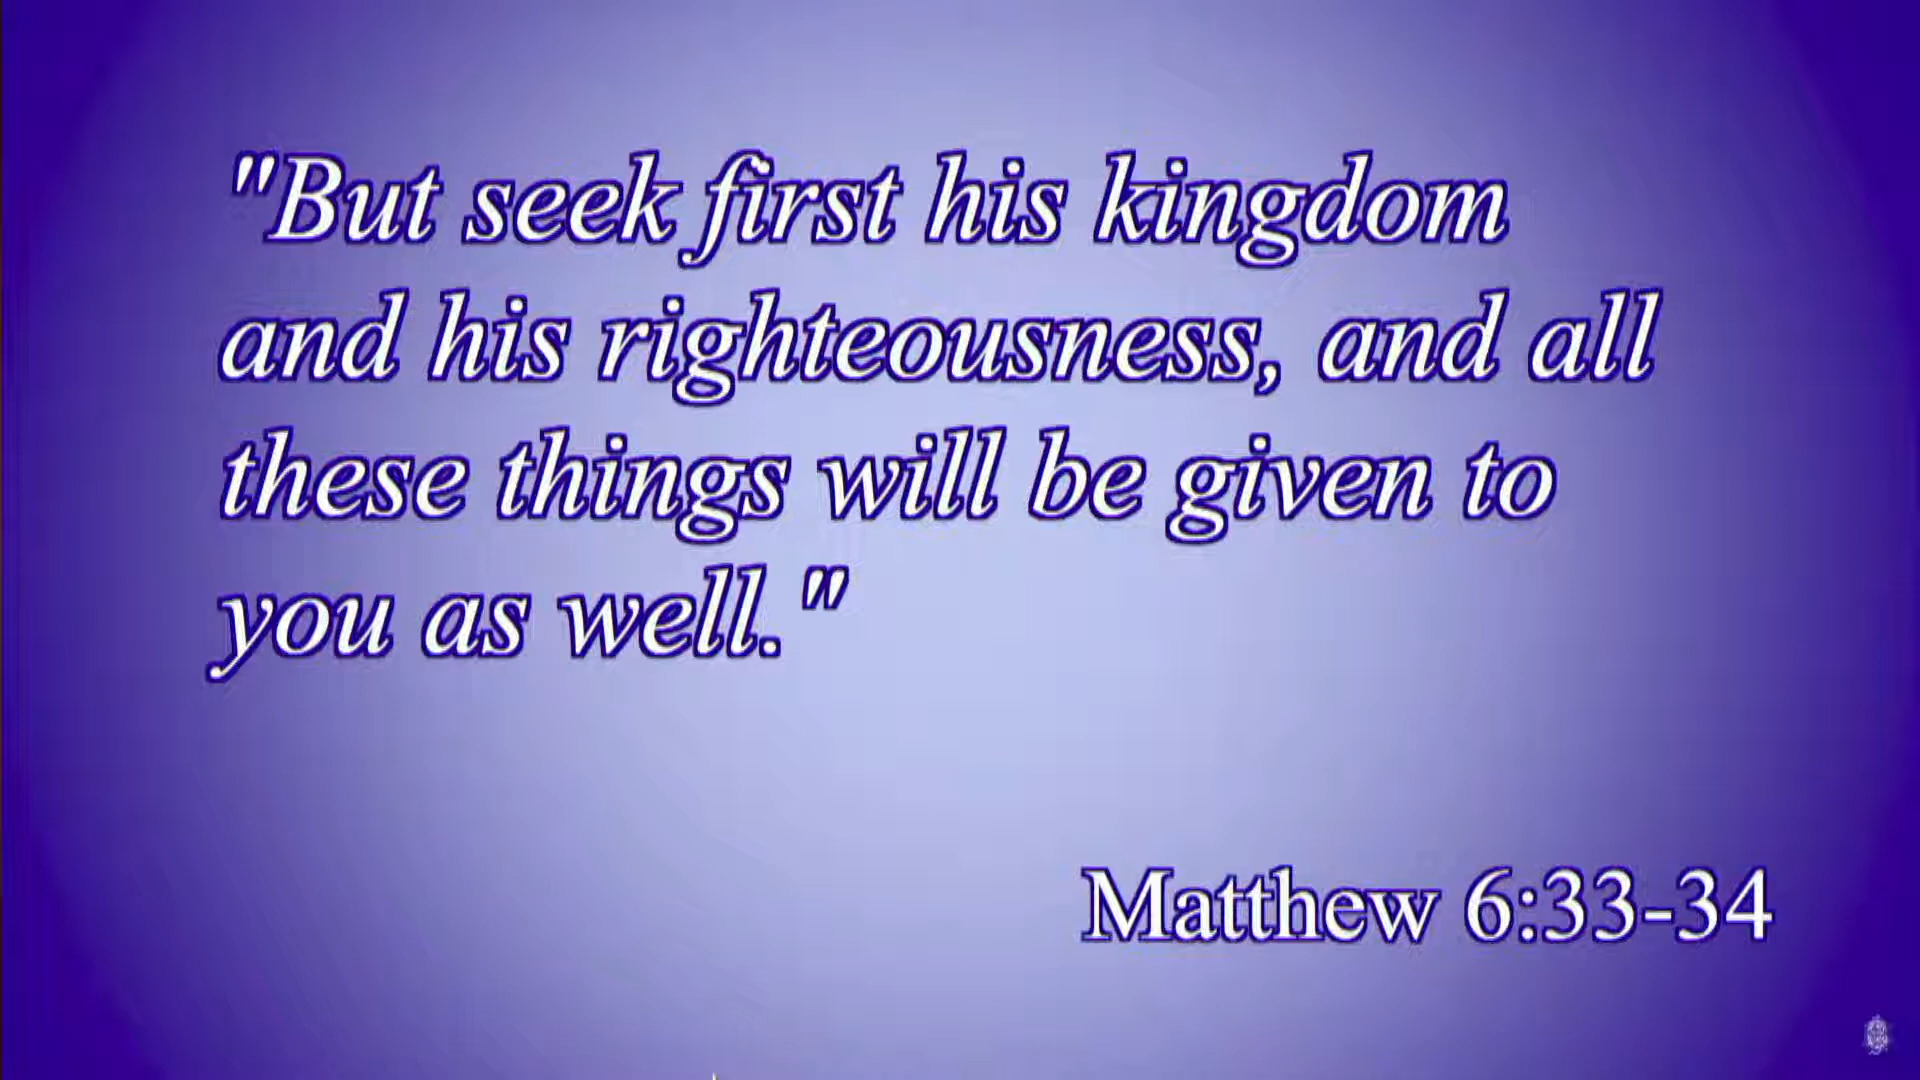 "But seek first his kingdom
and his righteousness, and all
these things will be given to
you as well."
Matthew 6:33-34